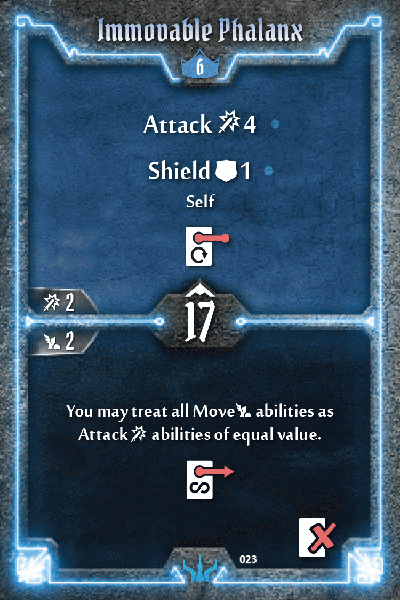 Immovable Phalanx
6
Attack 4
Shield 1
Self
2
17
2
You may treat all Move abilities as
Attack abilities of equal value.
023